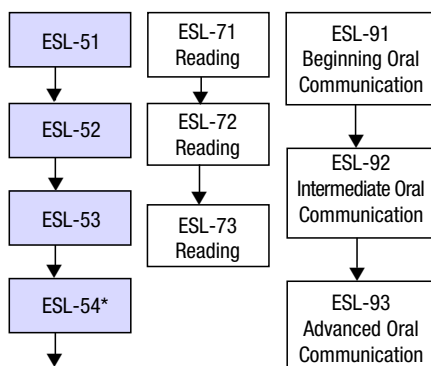 ESL-51
ESL-52
ESL-53
ESL-54*
ESL-71
Reading
ESL-72
Reading
ESL-73
Reading
ESL-91
Beginning Oral
Communication
ESL-92
Intermediate Oral
Communication
ESL-93
Advanced Oral
Communication